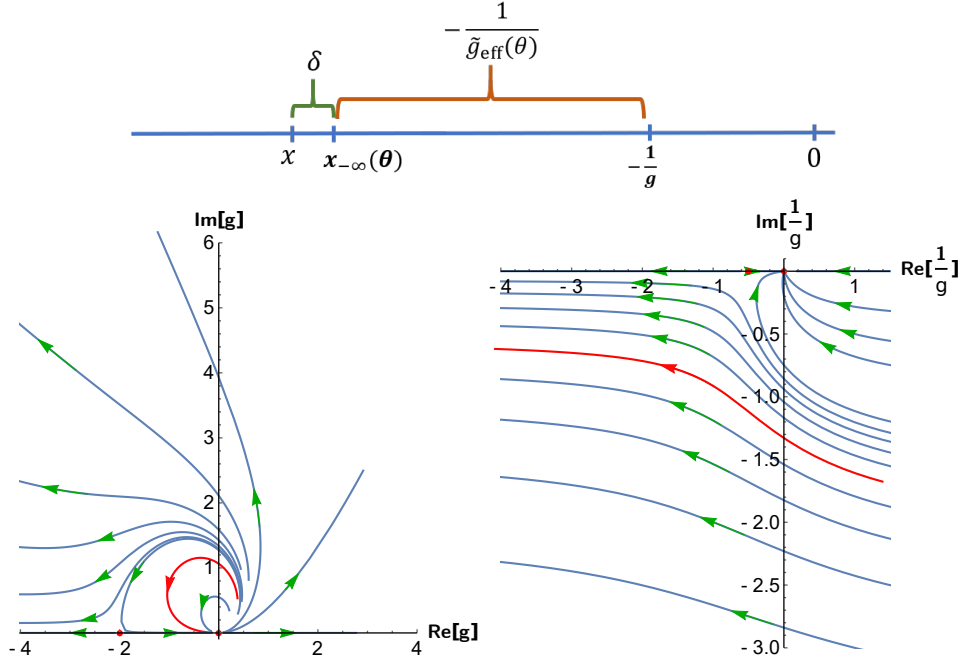 − 1/g̃_eff(θ)
δ
x x_{−∞}(θ) −1/g 0
Im[g]
6
5
4
3
2
1
-4 -2 2 4
Re[g]
Im[1/g]
Re[1/g]
-4 -3 -2 -1 1
-0.5
-1.0
-1.5
-2.0
-2.5
-3.0